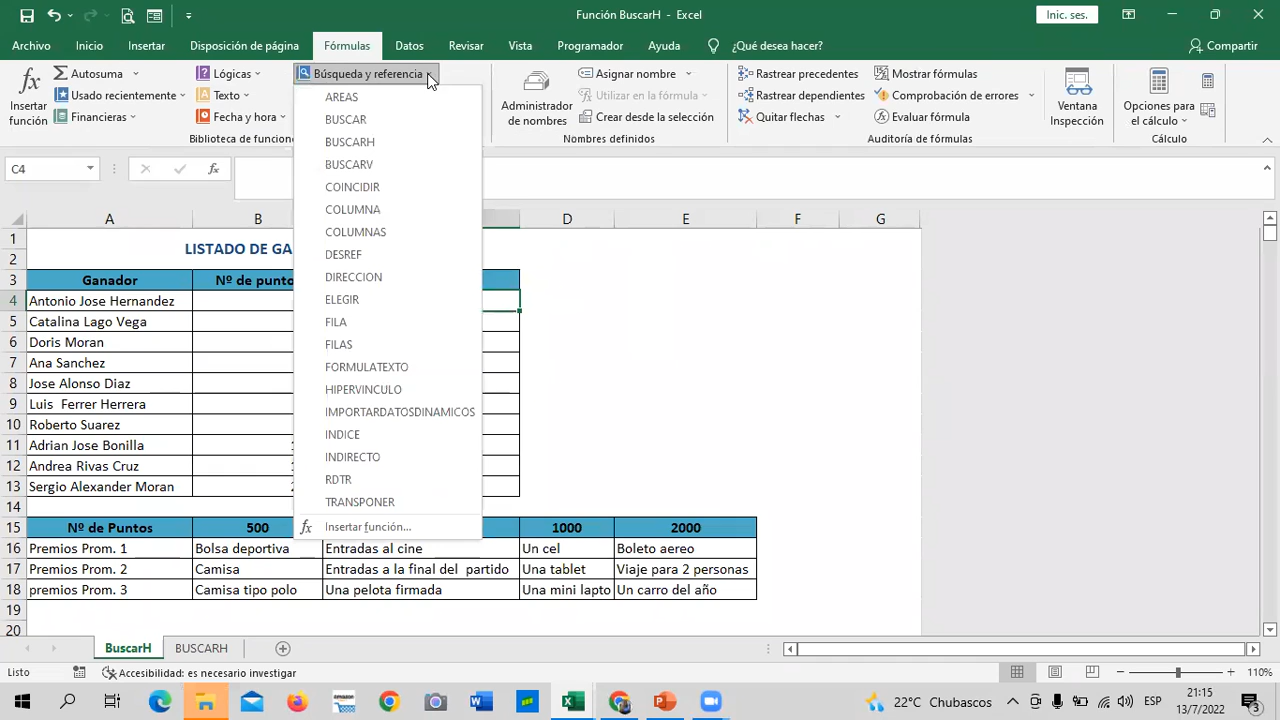 Función BuscarH - Excel
Inic. ses.
Archivo Inicio Insertar Disposición de página Fórmulas Datos Revisar Vista Programador Ayuda ¿Qué desea hacer? Compartir
Insertar función
Autosuma
Usado recientemente
Financieras
Lógicas
Texto
Fecha y hora
Búsqueda y referencia
Biblioteca de funcione
Administrador de nombres
Asignar nombre
Utilizar en la fórmula
Crear desde la selección
Nombres definidos
Rastrear precedentes
Rastrear dependientes
Quitar flechas
Mostrar fórmulas
Comprobación de errores
Evaluar fórmula
Auditoría de fórmulas
Ventana Inspección
Opciones para el cálculo
Cálculo
AREAS
BUSCAR
BUSCARH
BUSCARV
COINCIDIR
COLUMNA
COLUMNAS
DESREF
DIRECCION
ELEGIR
FILA
FILAS
FORMULATEXTO
HIPERVINCULO
IMPORTARDATOSDINAMICOS
INDICE
INDIRECTO
RDTR
TRANSPONER
fx Insertar función...
C4 fx
A B D E F G
1 LISTADO DE GA
2
3 Ganador Nº de punto
4 Antonio Jose Hernandez
5 Catalina Lago Vega
6 Doris Moran
7 Ana Sanchez
8 Jose Alonso Diaz
9 Luis Ferrer Herrera
10 Roberto Suarez
11 Adrian Jose Bonilla
12 Andrea Rivas Cruz
13 Sergio Alexander Moran
14
15 Nº de Puntos 500 1000 2000
16 Premios Prom. 1 Bolsa deportiva Entradas al cine Un cel Boleto aereo
17 Premios Prom. 2 Camisa Entradas a la final del partido Una tablet Viaje para 2 personas
18 premios Prom. 3 Camisa tipo polo Una pelota firmada Una mini lapto Un carro del año
19
20
BuscarH BUSCARH
Listo Accesibilidad: es necesario investigar 110%
22°C Chubascos ESP 21:15
13/7/2022 3